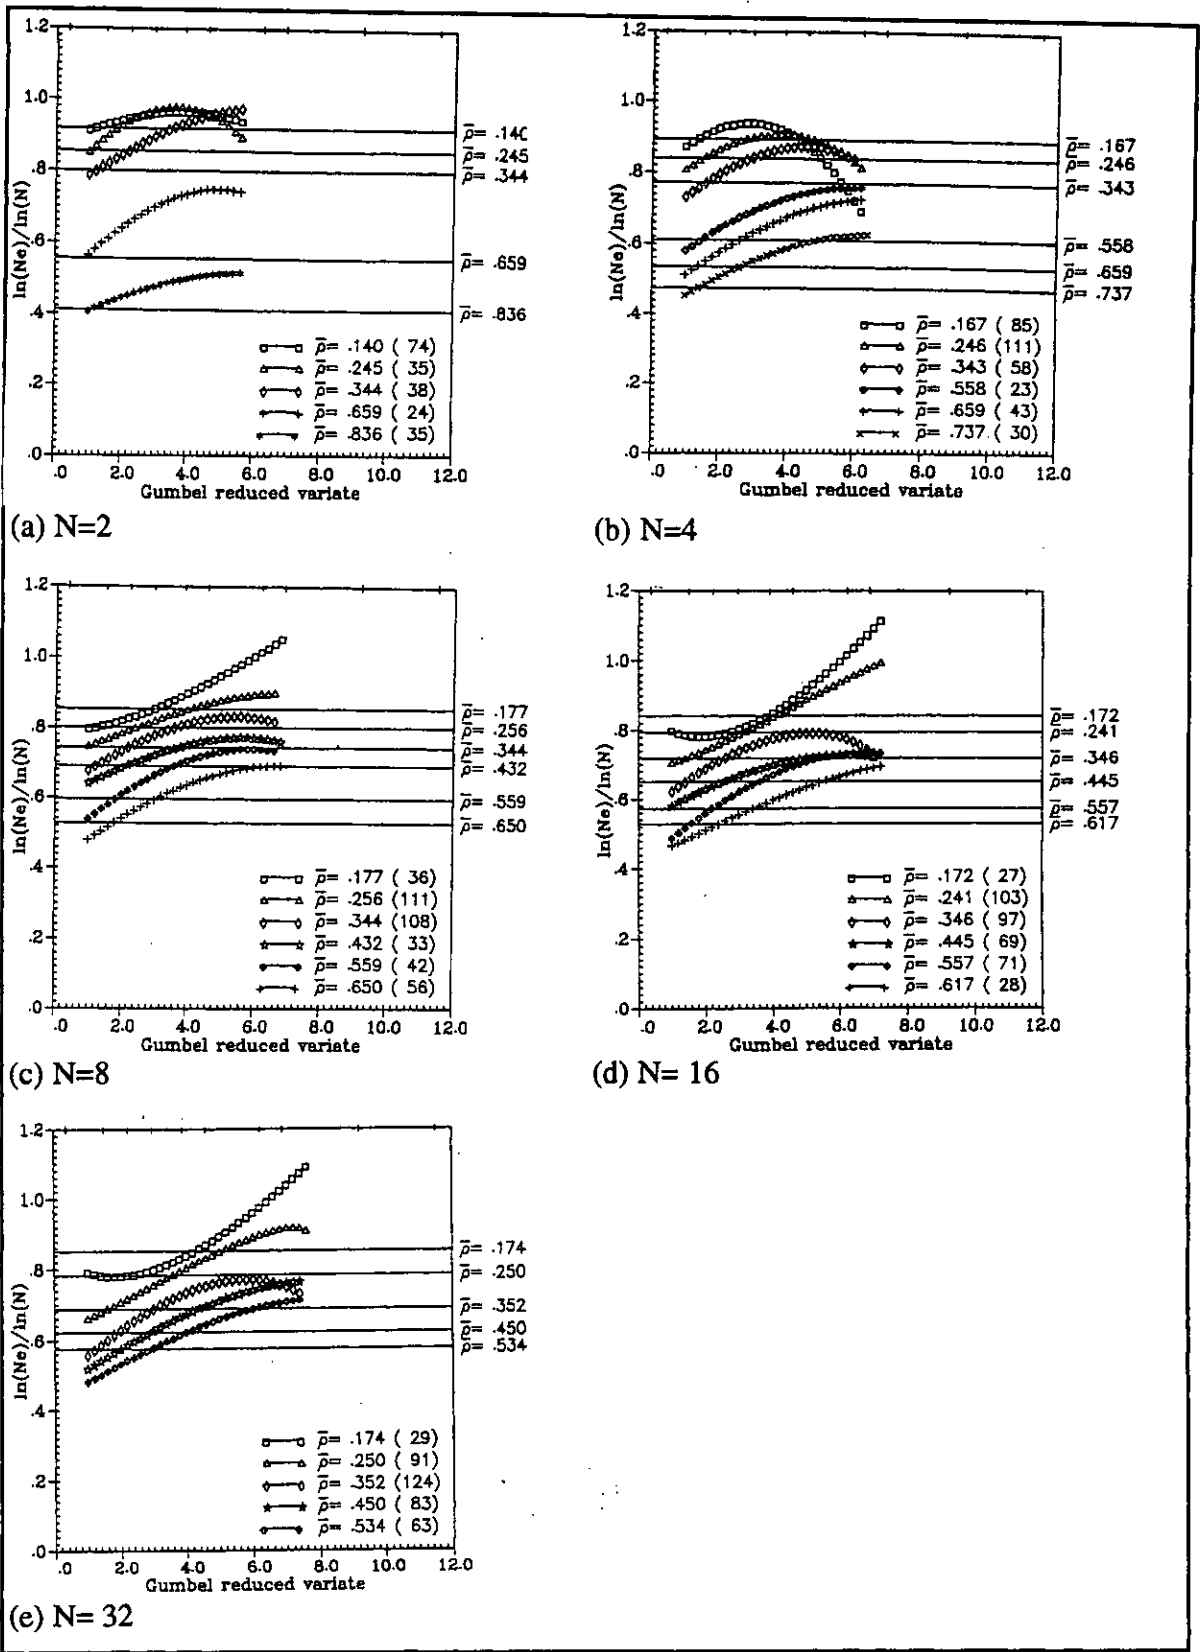 1.2
1.0
.8
.6
.4
.2
.0
ln(Ne)/ln(N)
ρ̅= .140
ρ̅= .245
ρ̅= .344
ρ̅= .659
ρ̅= .836
ρ̅= .140 ( 74)
ρ̅= .245 ( 35)
ρ̅= .344 ( 38)
ρ̅= .659 ( 24)
ρ̅= .836 ( 35)
.0 2.0 4.0 6.0 8.0 10.0 12.0
Gumbel reduced variate
(a) N=2
1.2
1.0
.8
.6
.4
.2
.0
ln(Ne)/ln(N)
ρ̅= .167
ρ̅= .246
ρ̅= .343
ρ̅= .558
ρ̅= .659
ρ̅= .737
ρ̅= .167 ( 85)
ρ̅= .246 (111)
ρ̅= .343 ( 58)
ρ̅= .558 ( 23)
ρ̅= .659 ( 43)
ρ̅= .737 ( 30)
.0 2.0 4.0 6.0 8.0 10.0 12.0
Gumbel reduced variate
(b) N=4
1.2
1.0
.8
.6
.4
.2
.0
ln(Ne)/ln(N)
ρ̅= .177
ρ̅= .256
ρ̅= .344
ρ̅= .432
ρ̅= .559
ρ̅= .650
ρ̅= .177 ( 36)
ρ̅= .256 (111)
ρ̅= .344 (108)
ρ̅= .432 ( 33)
ρ̅= .559 ( 42)
ρ̅= .650 ( 56)
.0 2.0 4.0 6.0 8.0 10.0 12.0
Gumbel reduced variate
(c) N=8
1.2
1.0
.8
.6
.4
.2
.0
ln(Ne)/ln(N)
ρ̅= .172
ρ̅= .241
ρ̅= .346
ρ̅= .445
ρ̅= .557
ρ̅= .617
ρ̅= .172 ( 27)
ρ̅= .241 (103)
ρ̅= .346 ( 97)
ρ̅= .445 ( 69)
ρ̅= .557 ( 71)
ρ̅= .617 ( 28)
.0 2.0 4.0 6.0 8.0 10.0 12.0
Gumbel reduced variate
(d) N= 16
1.2
1.0
.8
.6
.4
.2
.0
ln(Ne)/ln(N)
ρ̅= .174
ρ̅= .250
ρ̅= .352
ρ̅= .450
ρ̅= .534
ρ̅= .174 ( 29)
ρ̅= .250 ( 91)
ρ̅= .352 (124)
ρ̅= .450 ( 83)
ρ̅= .534 ( 63)
.0 2.0 4.0 6.0 8.0 10.0 12.0
Gumbel reduced variate
(e) N= 32